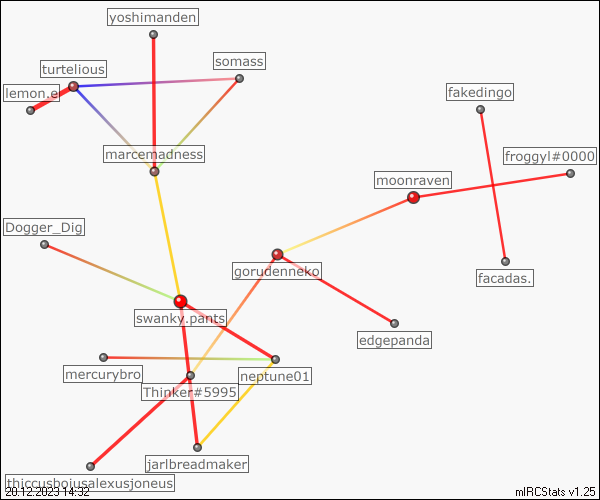 yoshimanden
somass
turtelious
lemon.e
fakedingo
marcemadness
froggyl#0000
moonraven
Dogger_Dig
gorudenneko
facadas.
swanky.pants
edgepanda
mercurybro
neptune01
Thinker#5995
jarlbreadmaker
thiccusboiusalexusjoneus
20.12.2023 14:32
mIRCStats v1.25